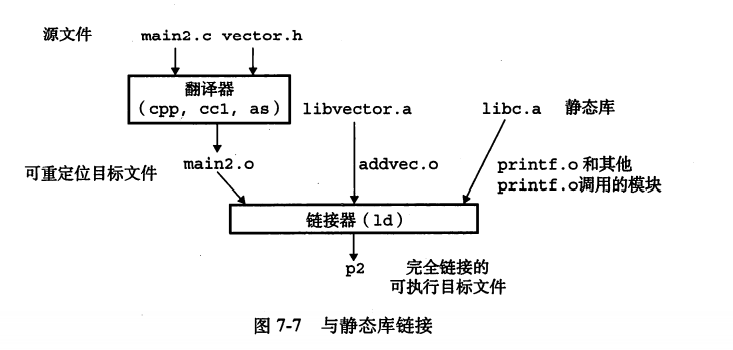 源文件 main2.c vector.h
翻译器
(cpp, cc1, as) libvector.a libc.a 静态库
可重定位目标文件 main2.o addvec.o printf.o 和其他
printf.o调用的模块
链接器(ld)
p2 完全链接的
可执行目标文件
图 7-7 与静态库链接